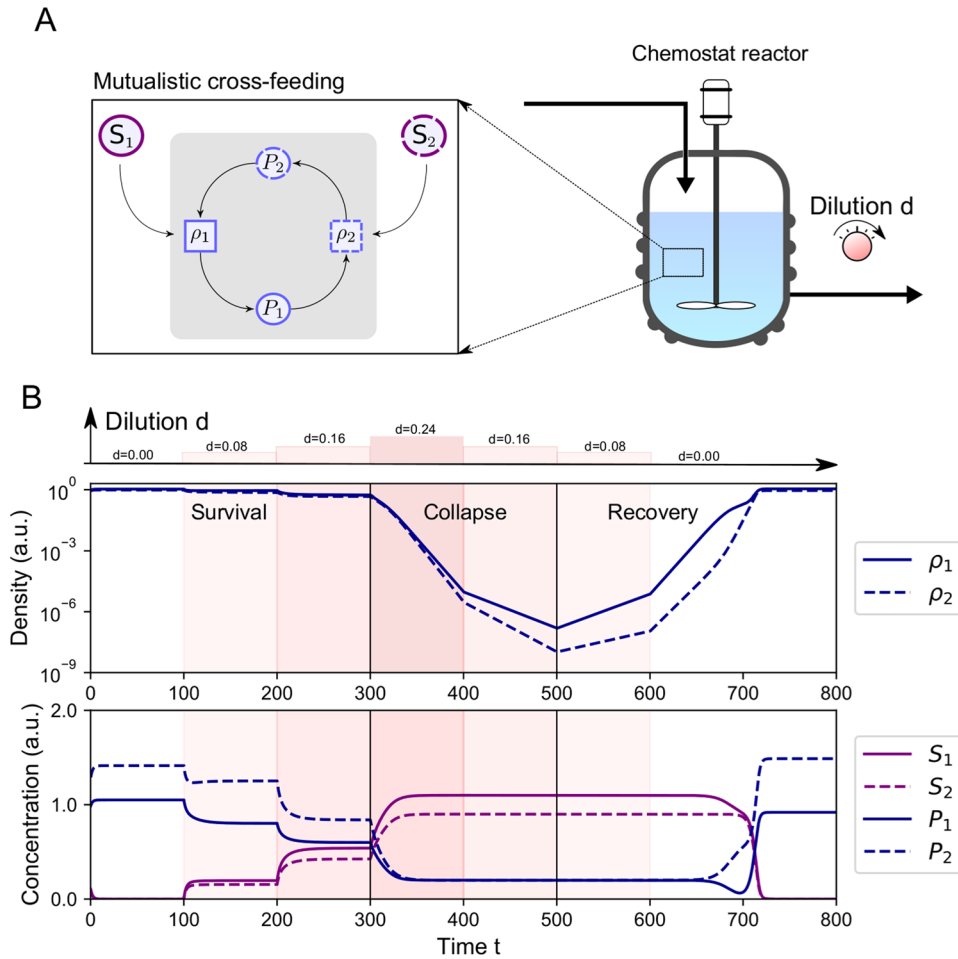 A
Mutualistic cross-feeding
Chemostat reactor
S1
S2
P2
ρ1
ρ2
P1
Dilution d
B
Dilution d
d=0.00
d=0.08
d=0.16
d=0.24
d=0.16
d=0.08
d=0.00
Density (a.u.)
10^0
10^-3
10^-6
10^-9
Survival
Collapse
Recovery
ρ1
ρ2
0 100 200 300 400 500 600 700 800
Concentration (a.u.)
2.0
1.0
0.0
S1
S2
P1
P2
0 100 200 300 400 500 600 700 800
Time t